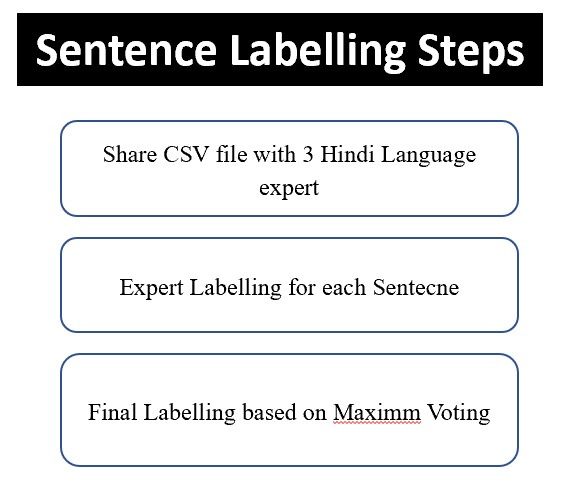 Sentence Labelling Steps
Share CSV file with 3 Hindi Language
expert
Expert Labelling for each Sentecne
Final Labelling based on Maximm Voting